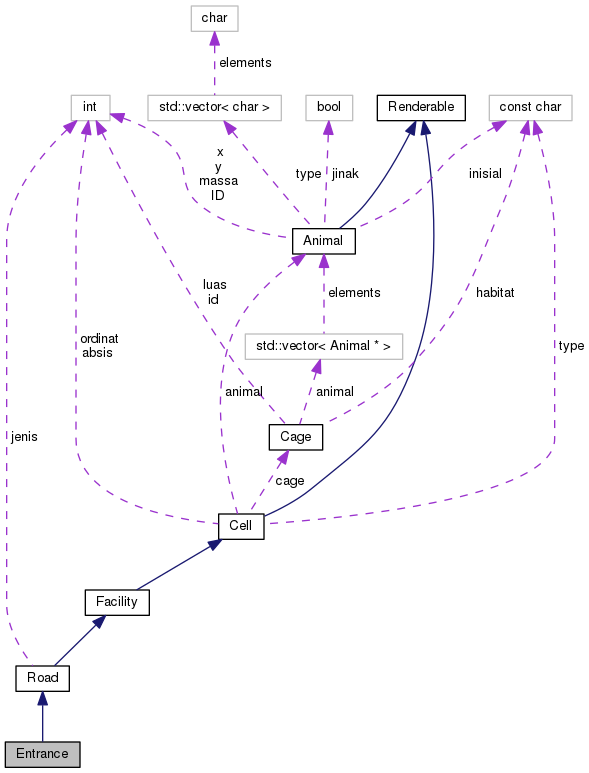 char
elements
int
std::vector< char >
bool
Renderable
const char
x
y
massa
ID
type
jinak
inisial
Animal
luas
id
elements
habitat
ordinat
absis
std::vector< Animal * >
type
animal
animal
jenis
Cage
cage
Cell
Facility
Road
Entrance